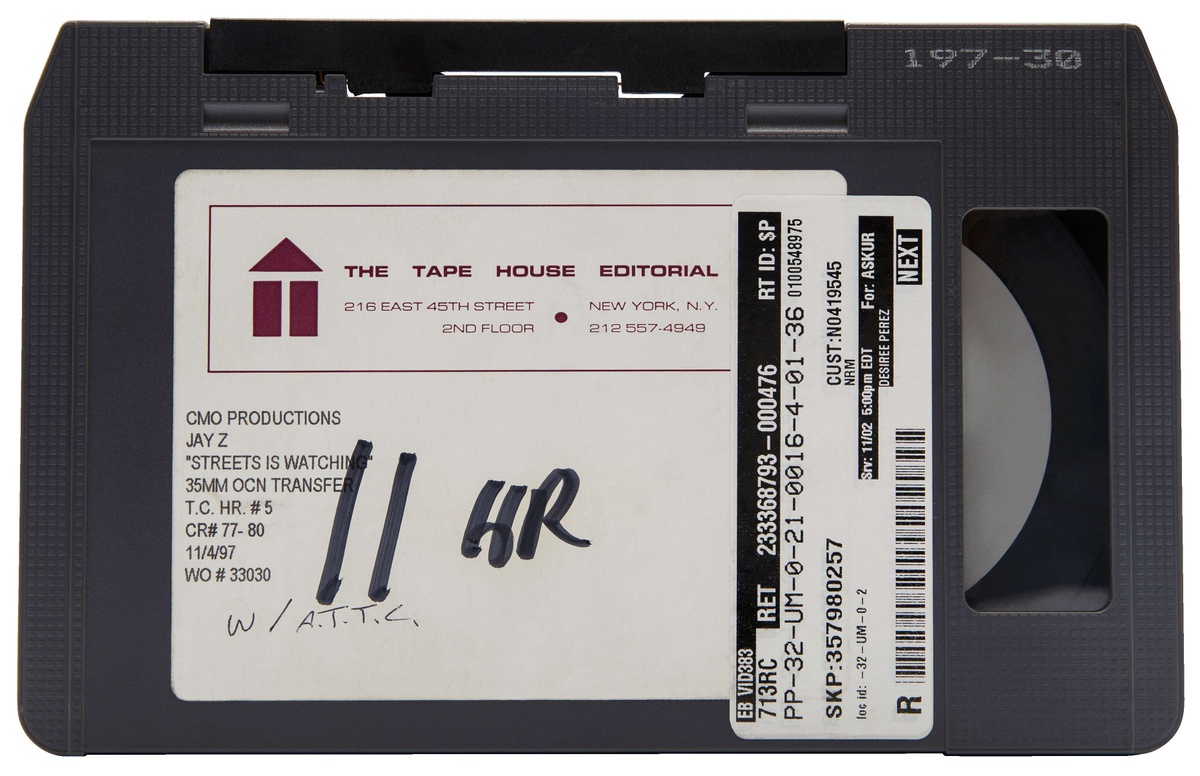 197-30
THE TAPE HOUSE EDITORIAL
216 EAST 45TH STREET • NEW YORK, N.Y.
2ND FLOOR 212 557-4949
CMO PRODUCTIONS
JAY Z
"STREETS IS WATCHING"
35MM OCN TRANSFER
T.C. HR. # 5
CR# 77- 80
11/4/97
WO # 33030
11 HR
W/ A.T.T.C.
EB VID383
713RC RET 233368793-000476 RT ID: $P
PP-32-UM-0-21-0016-4-01-36 0100548975
SKP:357980257 CUST:N0419545
NRM
loc id: -32-UM-0-2 Srv: 11/02 5:00pm EDT For: ASKUR
DESIREE PEREZ
R NEXT